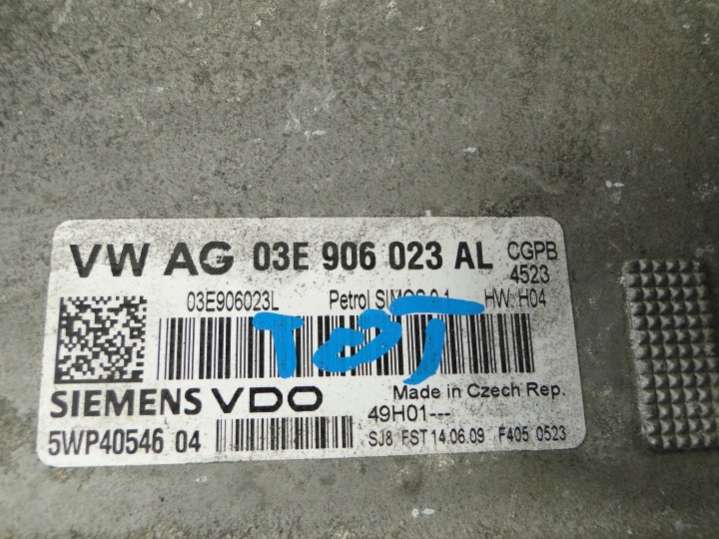 VW AG 03E 906 023 AL CGPB
4523
03E906023L Petrol HW: H04
TOT
SIEMENS VDO Made in Czech Rep.
49H01---
5WP40546 04 SJ8 FST 14.06.09 F405 0523